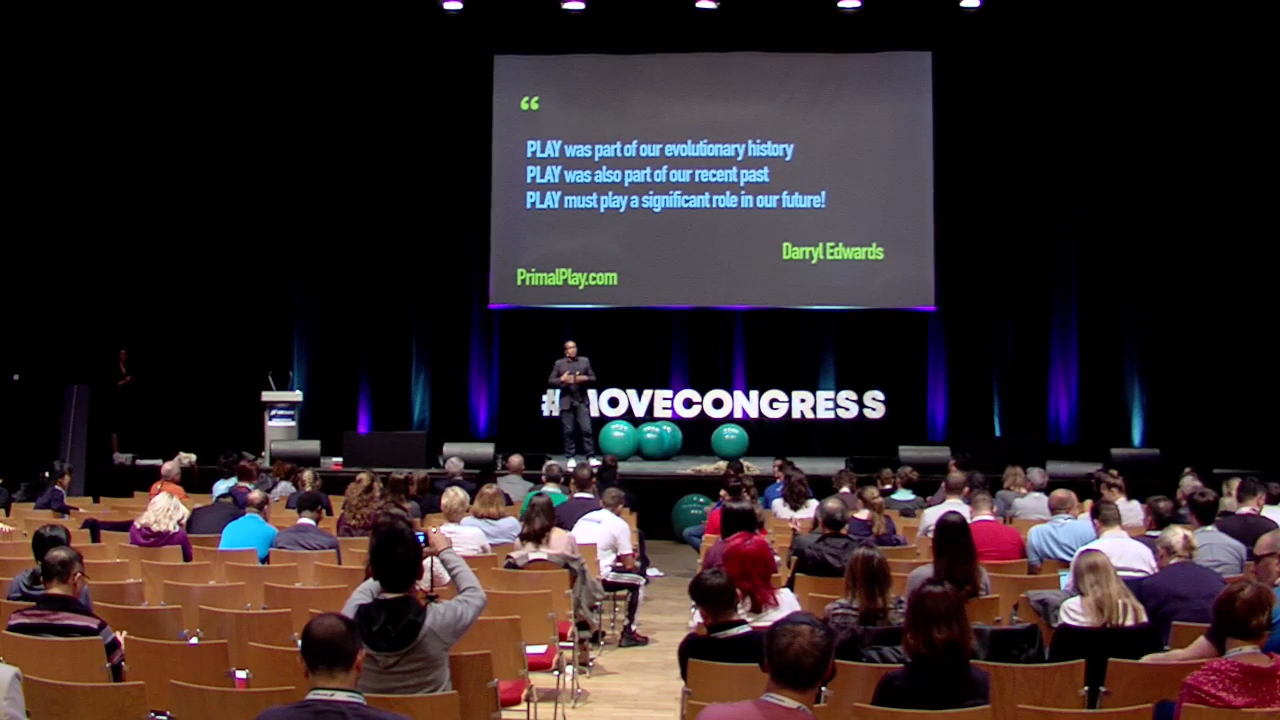 “
PLAY was part of our evolutionary history
PLAY was also part of our recent past
PLAY must play a significant role in our future!
Darryl Edwards
PrimalPlay.com
#MOVECONGRESS